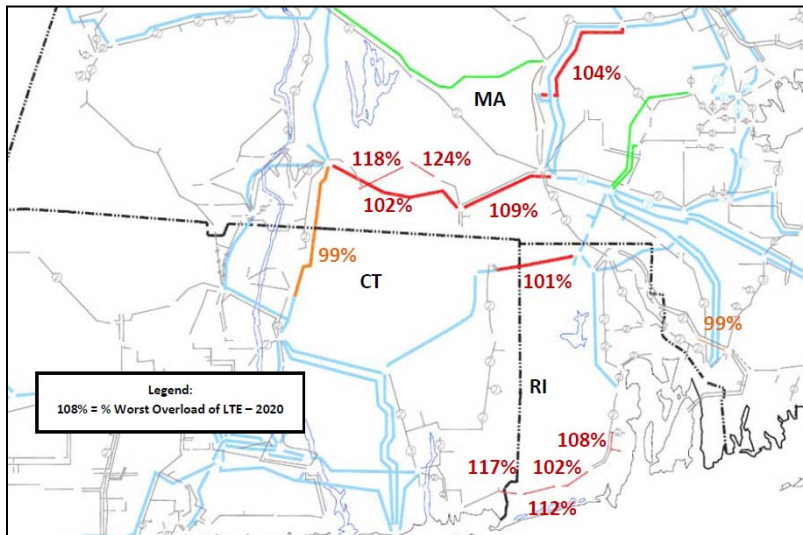 104%
MA
118%
124%
102%
109%
99%
CT
101%
99%
Legend:
108% = % Worst Overload of LTE – 2020
RI
108%
117%
102%
112%